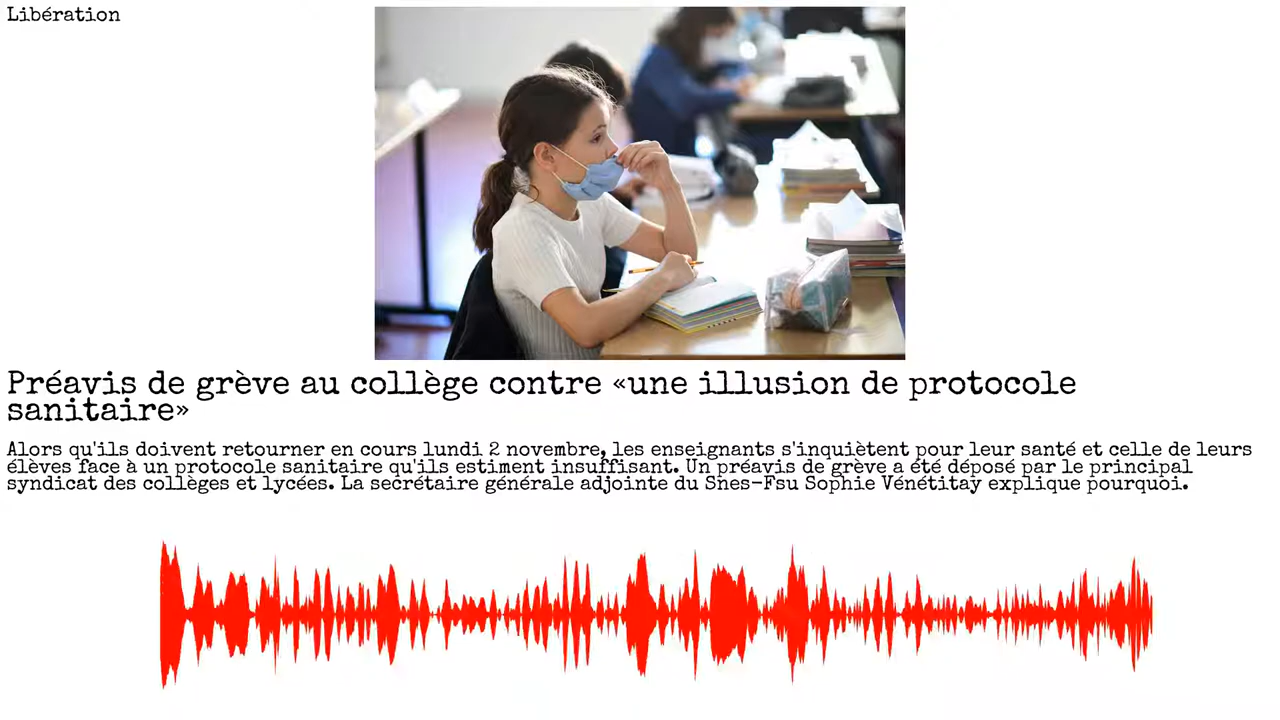 Libération
Préavis de grève au collège contre «une illusion de protocole
sanitaire»
Alors qu'ils doivent retourner en cours lundi 2 novembre, les enseignants s'inquiètent pour leur santé et celle de leurs
élèves face à un protocole sanitaire qu'ils estiment insuffisant. Un préavis de grève a été déposé par le principal
syndicat des collèges et lycées. La secrétaire générale adjointe du Snes-Fsu Sophie Vénétitay explique pourquoi.